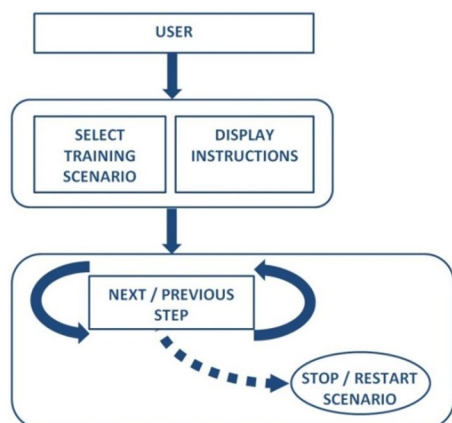 USER
SELECT
TRAINING
SCENARIO
DISPLAY
INSTRUCTIONS
NEXT / PREVIOUS
STEP
STOP / RESTART
SCENARIO